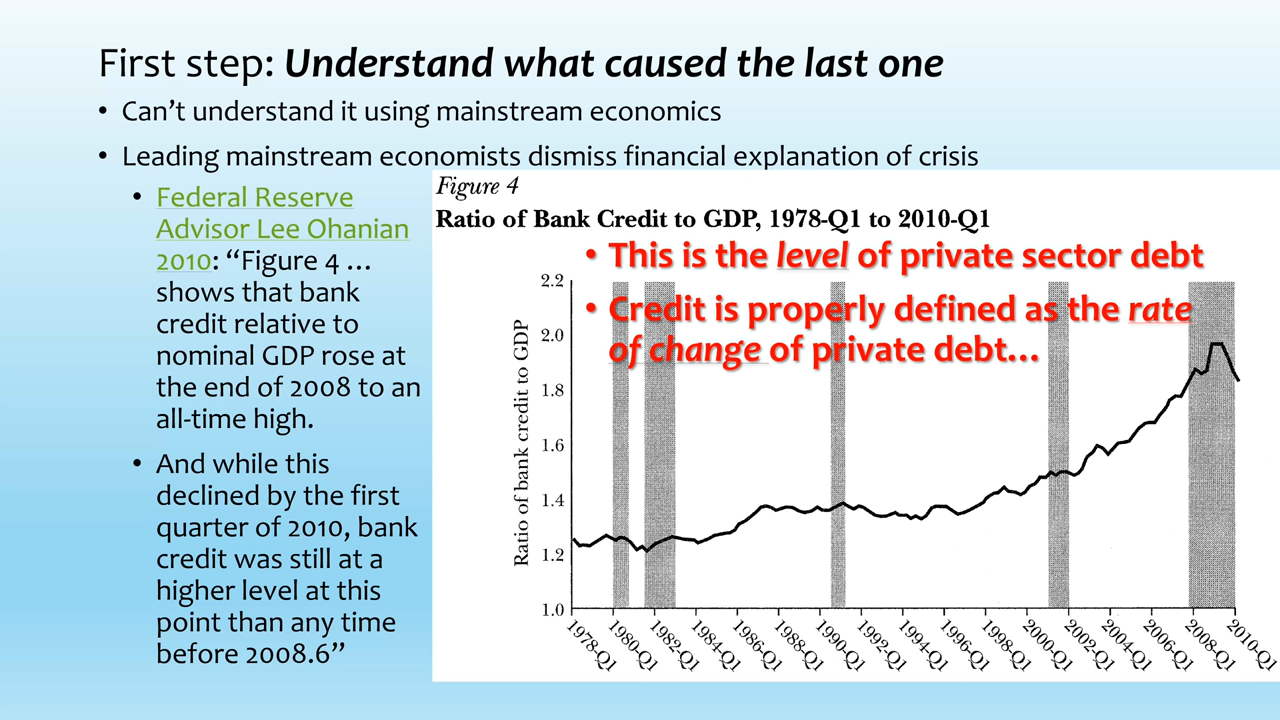 First step: Understand what caused the last one
• Can’t understand it using mainstream economics
• Leading mainstream economists dismiss financial explanation of crisis
• Federal Reserve
Advisor Lee Ohanian
2010: “Figure 4 …
shows that bank
credit relative to
nominal GDP rose at
the end of 2008 to an
all-time high.
• And while this
declined by the first
quarter of 2010, bank
credit was still at a
higher level at this
point than any time
before 2008.6”
Figure 4
Ratio of Bank Credit to GDP, 1978-Q1 to 2010-Q1
• This is the level of private sector debt
• Credit is properly defined as the rate
of change of private debt…
Ratio of bank credit to GDP
2.2
2.0
1.8
1.6
1.4
1.2
1.0
1978-Q1
1980-Q1
1982-Q1
1984-Q1
1986-Q1
1988-Q1
1990-Q1
1992-Q1
1994-Q1
1996-Q1
1998-Q1
2000-Q1
2002-Q1
2004-Q1
2006-Q1
2008-Q1
2010-Q1